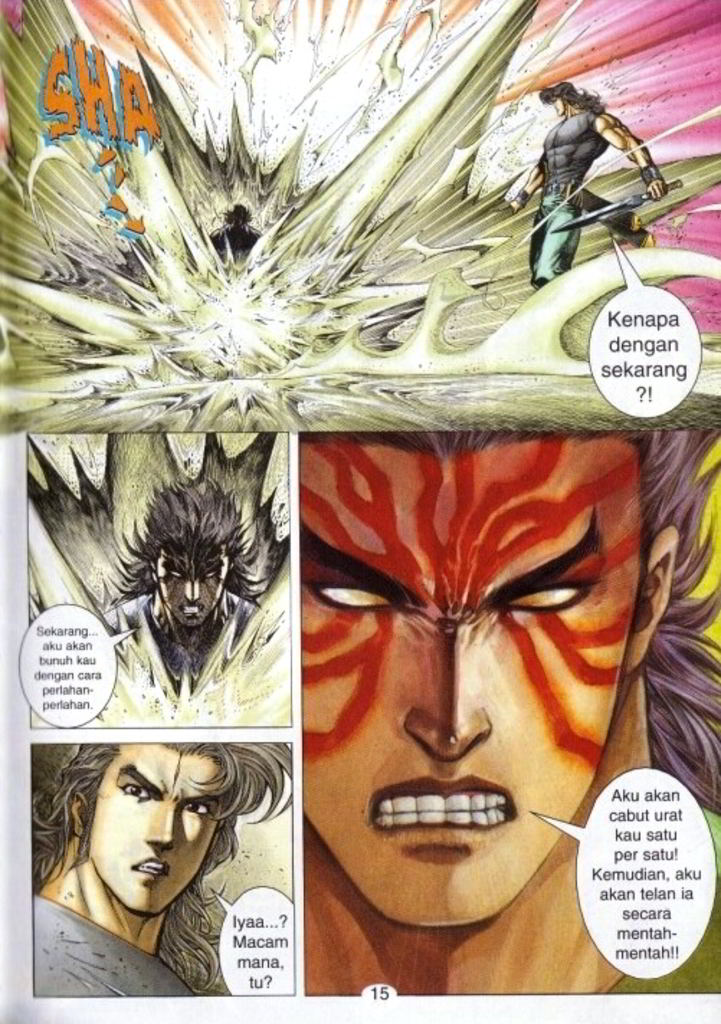 SHA
Kenapa
dengan
sekarang
?!
Sekarang...
aku akan
bunuh kau
dengan cara
perlahan-
perlahan.
Iyaa...?
Macam
mana,
tu?
Aku akan
cabut urat
kau satu
per satu!
Kemudian, aku
akan telan ia
secara
mentah-
mentah!!
15